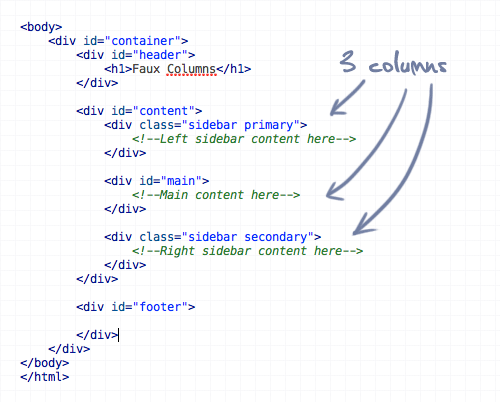 <body>
<div id="container">
<div id="header">
<h1>Faux Columns</h1>
</div>
3 columns
<div id="content">
<div class="sidebar primary">
<!--Left sidebar content here-->
</div>
<div id="main">
<!--Main content here-->
</div>
<div class="sidebar secondary">
<!--Right sidebar content here-->
</div>
</div>
<div id="footer">
</div>
</div>
</body>
</html>